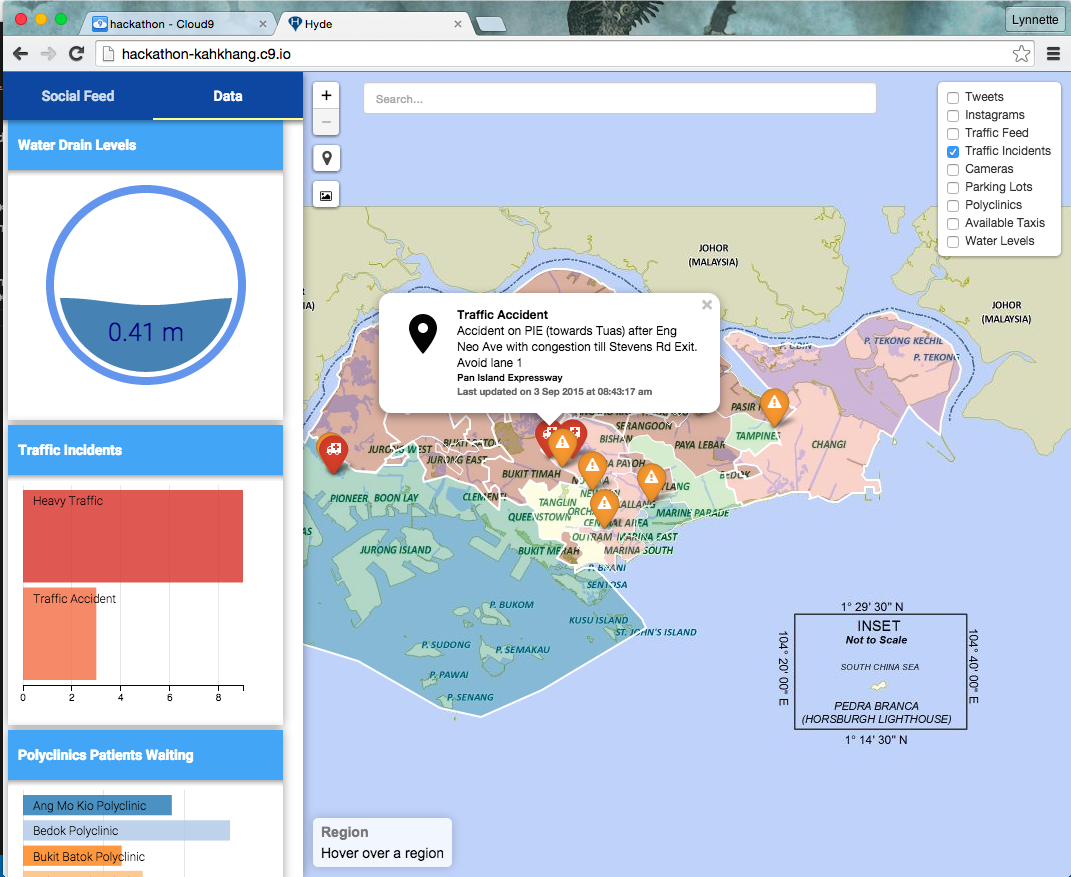 hackathon - Cloud9
Hyde
Lynnette
hackathon-kahkhang.c9.io
Social Feed
Data
Water Drain Levels
0.41 m
Traffic Incidents
Heavy Traffic
Traffic Accident
0 2 4 6 8
Polyclinics Patients Waiting
Ang Mo Kio Polyclinic
Bedok Polyclinic
Bukit Batok Polyclinic
+
−
Search...
Tweets
Instagrams
Traffic Feed
Traffic Incidents
Cameras
Parking Lots
Polyclinics
Available Taxis
Water Levels
JOHOR
(MALAYSIA)
JOHOR
(MALAYSIA)
IA)
Traffic Accident
Accident on PIE (towards Tuas) after Eng
Neo Ave with congestion till Stevens Rd Exit.
Avoid lane 1
Pan Island Expressway
Last updated on 3 Sep 2015 at 08:43:17 am
×
P. TEKONG KECHIL
P. TEKONG
PASIR
TAMPINES
CHANGI
SERANGOON
BISHAN
PAYA LEBAR
BEDOK
JURONG WEST
BUKIT BATOK
JURONG EAST
BUKIT TIMAH
A PAYOH
PIONEER
BOON LAY
CLEMENTI
TANGLIN
QUEENSTOWN
ORCH
KALLANG
YLANG
MARINE PARADE
CENTRAL AREA
OUTRAM
MARINA EAST
BUKIT MERAH
MARINA SOUTH
JURONG ISLAND
AS
P. BRANI
SENTOSA
P. BUKOM
KUSU ISLAND
ST. JOHN'S ISLAND
P. SUDONG
P. SEMAKAU
P. PAWAI
P. SENANG
1° 29' 30" N
INSET
Not to Scale
104° 20' 00" E
104° 40' 00" E
SOUTH CHINA SEA
PEDRA BRANCA
(HORSBURGH LIGHTHOUSE)
1° 14' 30" N
Region
Hover over a region